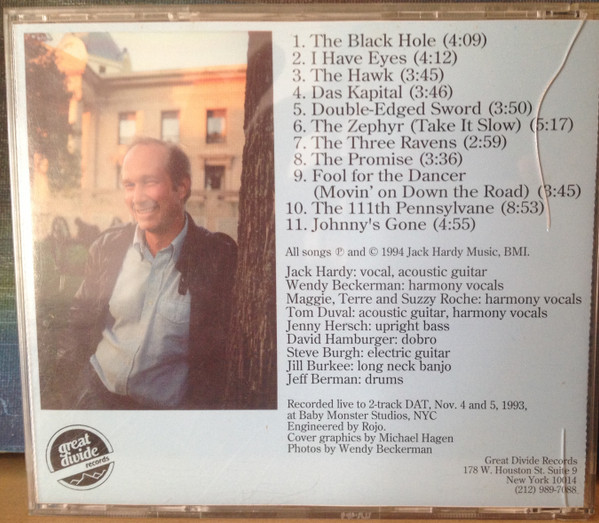 1. The Black Hole (4:09)
2. I Have Eyes (4:12)
3. The Hawk (3:45)
4. Das Kapital (3:46)
5. Double-Edged Sword (3:50)
6. The Zephyr (Take It Slow) (5:17)
7. The Three Ravens (2:59)
8. The Promise (3:36)
9. Fool for the Dancer
(Movin' on Down the Road) (3:45)
10. The 111th Pennsylvane (8:53)
11. Johnny's Gone (4:55)
All songs ℗ and © 1994 Jack Hardy Music, BMI.
Jack Hardy: vocal, acoustic guitar
Wendy Beckerman: harmony vocals
Maggie, Terre and Suzzy Roche: harmony vocals
Tom Duval: acoustic guitar, harmony vocals
Jenny Hersch: upright bass
David Hamburger: dobro
Steve Burgh: electric guitar
Jill Burkee: long neck banjo
Jeff Berman: drums
Recorded live to 2-track DAT, Nov. 4 and 5, 1993,
at Baby Monster Studios, NYC
Engineered by Rojo.
Cover graphics by Michael Hagen
Photos by Wendy Beckerman
great
divide
records
Great Divide Records
178 W. Houston St. Suite 9
New York 10014
(212) 989-7088